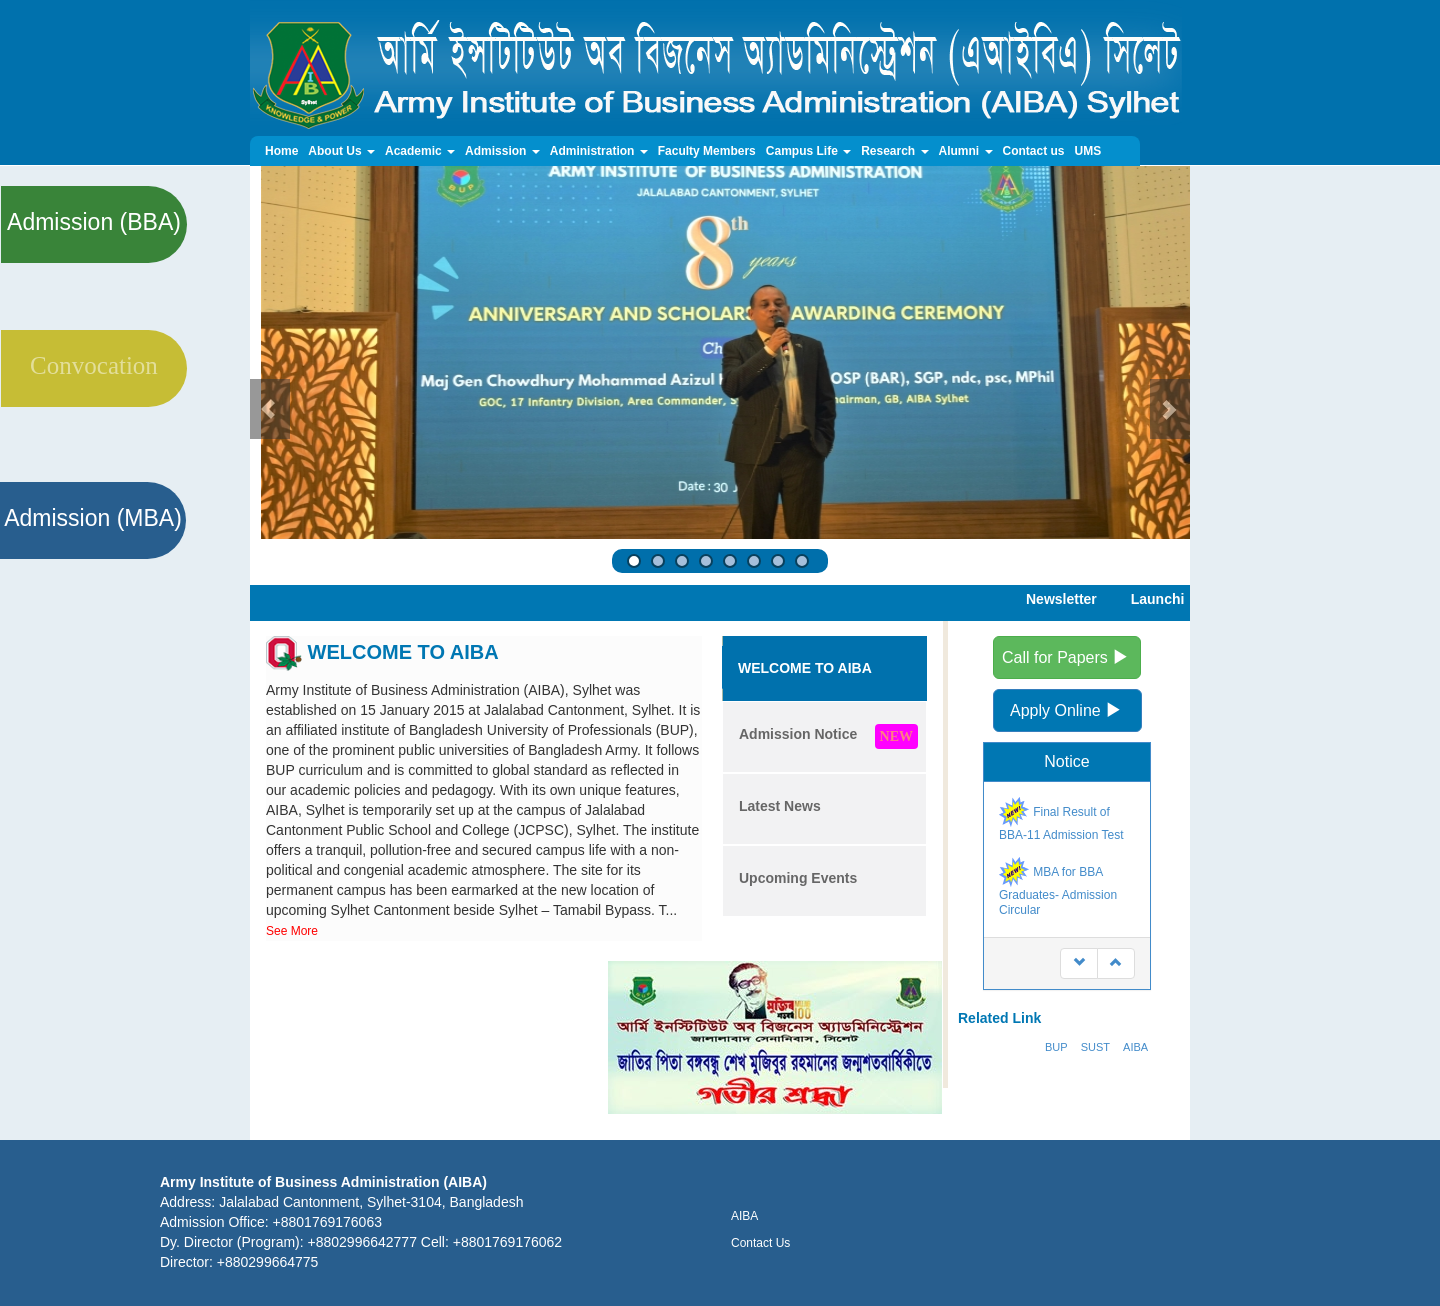 আর্মি ইন্সটিটিউট অব বিজনেস অ্যাডমিনিস্ট্রেশন (এআইবিএ) সিলেট
Army Institute of Business Administration (AIBA) Sylhet
A
I
B
A
Sylhet
KNOWLEDGE & POWER
Home About Us Academic Admission Administration Faculty Members Campus Life Research Alumni Contact us UMS
Admission (BBA)
Convocation
Admission (MBA)
ARMY INSTITUTE OF BUSINESS ADMINISTRATION
JALALABAD CANTONMENT, SYLHET
BUP
8th
years
ANNIVERSARY AND SCHOLARS AWARDING CEREMONY
Maj Gen Chowdhury Mohammad Azizul OSP (BAR), SGP, ndc, psc, MPhil
GOC, 17 Infantry Division, Area Commander, Chairman, GB, AIBA Sylhet
Date : 30
Newsletter Launchi
WELCOME TO AIBA
Army Institute of Business Administration (AIBA), Sylhet was
established on 15 January 2015 at Jalalabad Cantonment, Sylhet. It is
an affiliated institute of Bangladesh University of Professionals (BUP),
one of the prominent public universities of Bangladesh Army. It follows
BUP curriculum and is committed to global standard as reflected in
our academic policies and pedagogy. With its own unique features,
AIBA, Sylhet is temporarily set up at the campus of Jalalabad
Cantonment Public School and College (JCPSC), Sylhet. The institute
offers a tranquil, pollution-free and secured campus life with a non-
political and congenial academic atmosphere. The site for its
permanent campus has been earmarked at the new location of
upcoming Sylhet Cantonment beside Sylhet – Tamabil Bypass. T...
See More
WELCOME TO AIBA
Admission Notice NEW
Latest News
Upcoming Events
মুজিব
শতবর্ষ 100
আর্মি ইনস্টিটিউট অব বিজনেস অ্যাডমিনিস্ট্রেশন
জালালাবাদ সেনানিবাস, সিলেট
জাতির পিতা বঙ্গবন্ধু শেখ মুজিবুর রহমানের জন্মশতবার্ষিকীতে
গভীর শ্রদ্ধা
Call for Papers
Apply Online
Notice
NEW! Final Result of
BBA-11 Admission Test
NEW! MBA for BBA
Graduates- Admission
Circular
Related Link
BUP SUST AIBA
Army Institute of Business Administration (AIBA)
Address: Jalalabad Cantonment, Sylhet-3104, Bangladesh
Admission Office: +8801769176063
Dy. Director (Program): +8802996642777 Cell: +8801769176062
Director: +880299664775
AIBA
Contact Us